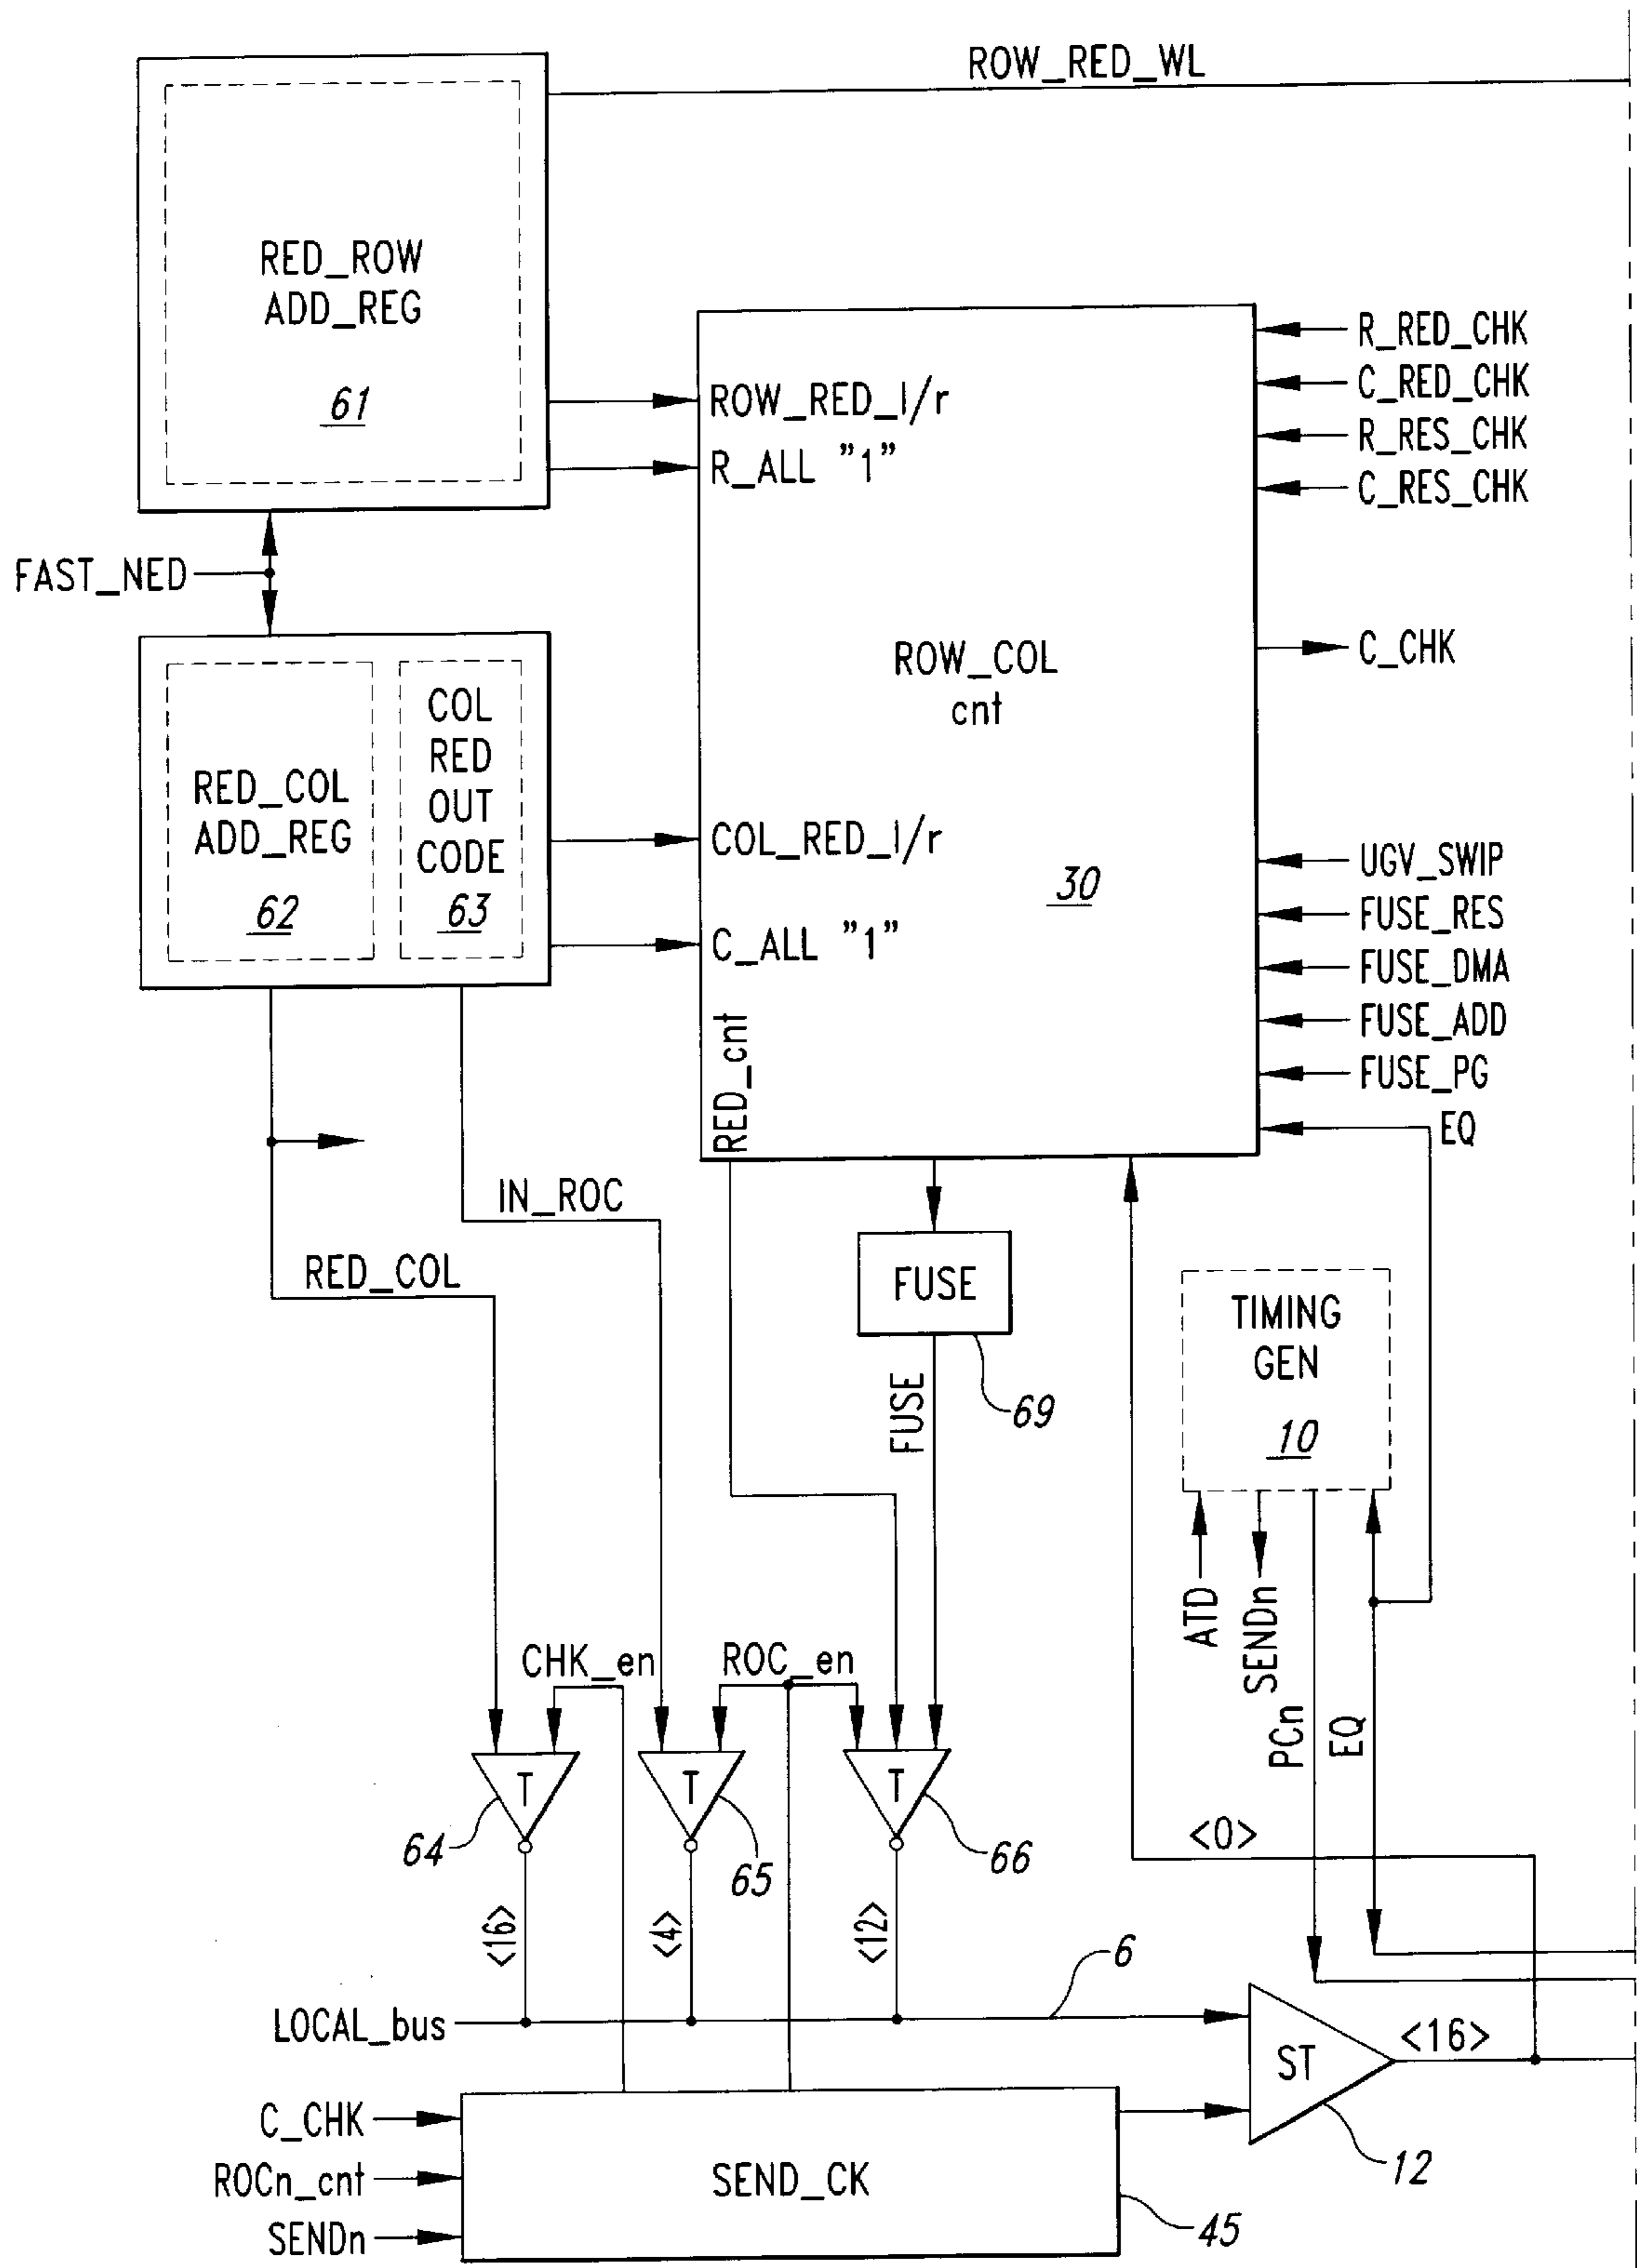 ROW_RED_WL
RED_ROW
ADD_REG
61
ROW_RED_l/r
R_ALL "1"
R_RED_CHK
C_RED_CHK
R_RES_CHK
C_RES_CHK
FAST_NED
ROW_COL
cnt
30
C_CHK
RED_COL
ADD_REG
62
COL
RED
OUT
CODE
63
COL_RED_l/r
C_ALL "1"
RED_cnt
UGV_SWIP
FUSE_RES
FUSE_DMA
FUSE_ADD
FUSE_PG
EQ
IN_ROC
RED_COL
FUSE
69
FUSE
TIMING
GEN
10
ATD
SENDn
PCn
EQ
CHK_en
ROC_en
T
64
T
65
T
66
<0>
<16>
<4>
<12>
LOCAL_bus
6
ST
<16>
12
C_CHK
ROCn_cnt
SENDn
SEND_CK
45